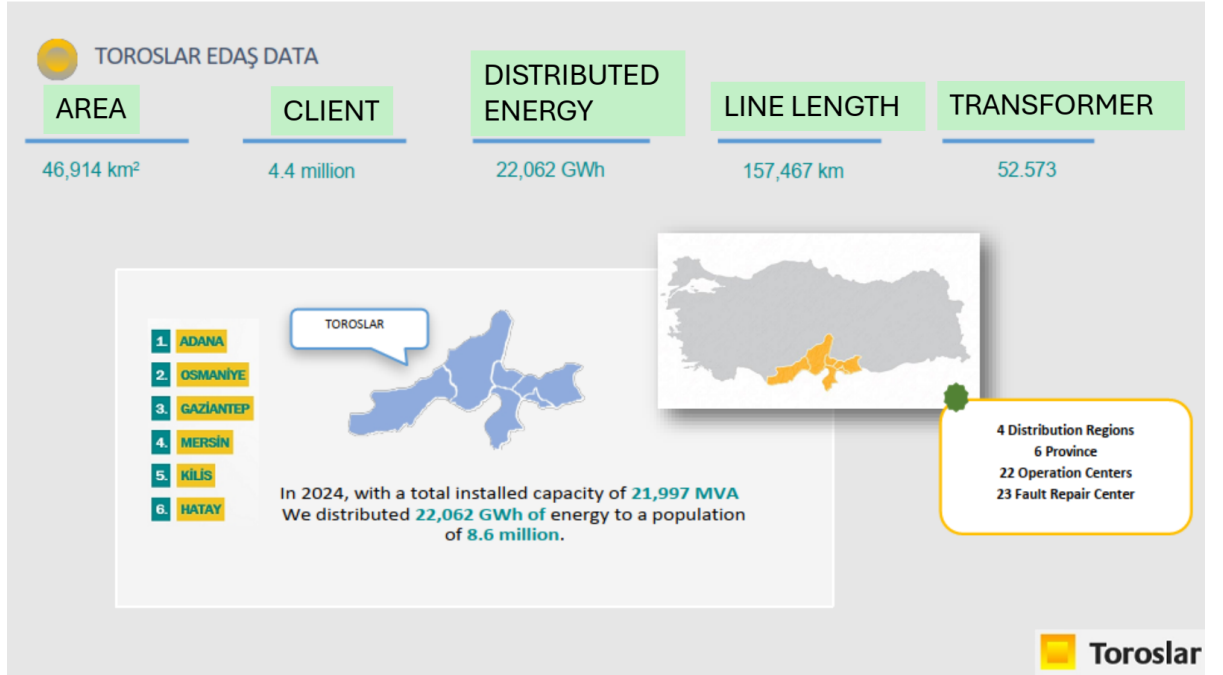 TOROSLAR EDAŞ DATA
AREA
46,914 km²
CLIENT
4.4 million
DISTRIBUTED
ENERGY
22,062 GWh
LINE LENGTH
157,467 km
TRANSFORMER
52.573
1. ADANA
2. OSMANİYE
3. GAZİANTEP
4. MERSİN
5. KİLİS
6. HATAY
TOROSLAR
In 2024, with a total installed capacity of 21,997 MVA
We distributed 22,062 GWh of energy to a population
of 8.6 million.
4 Distribution Regions
6 Province
22 Operation Centers
23 Fault Repair Center
Toroslar